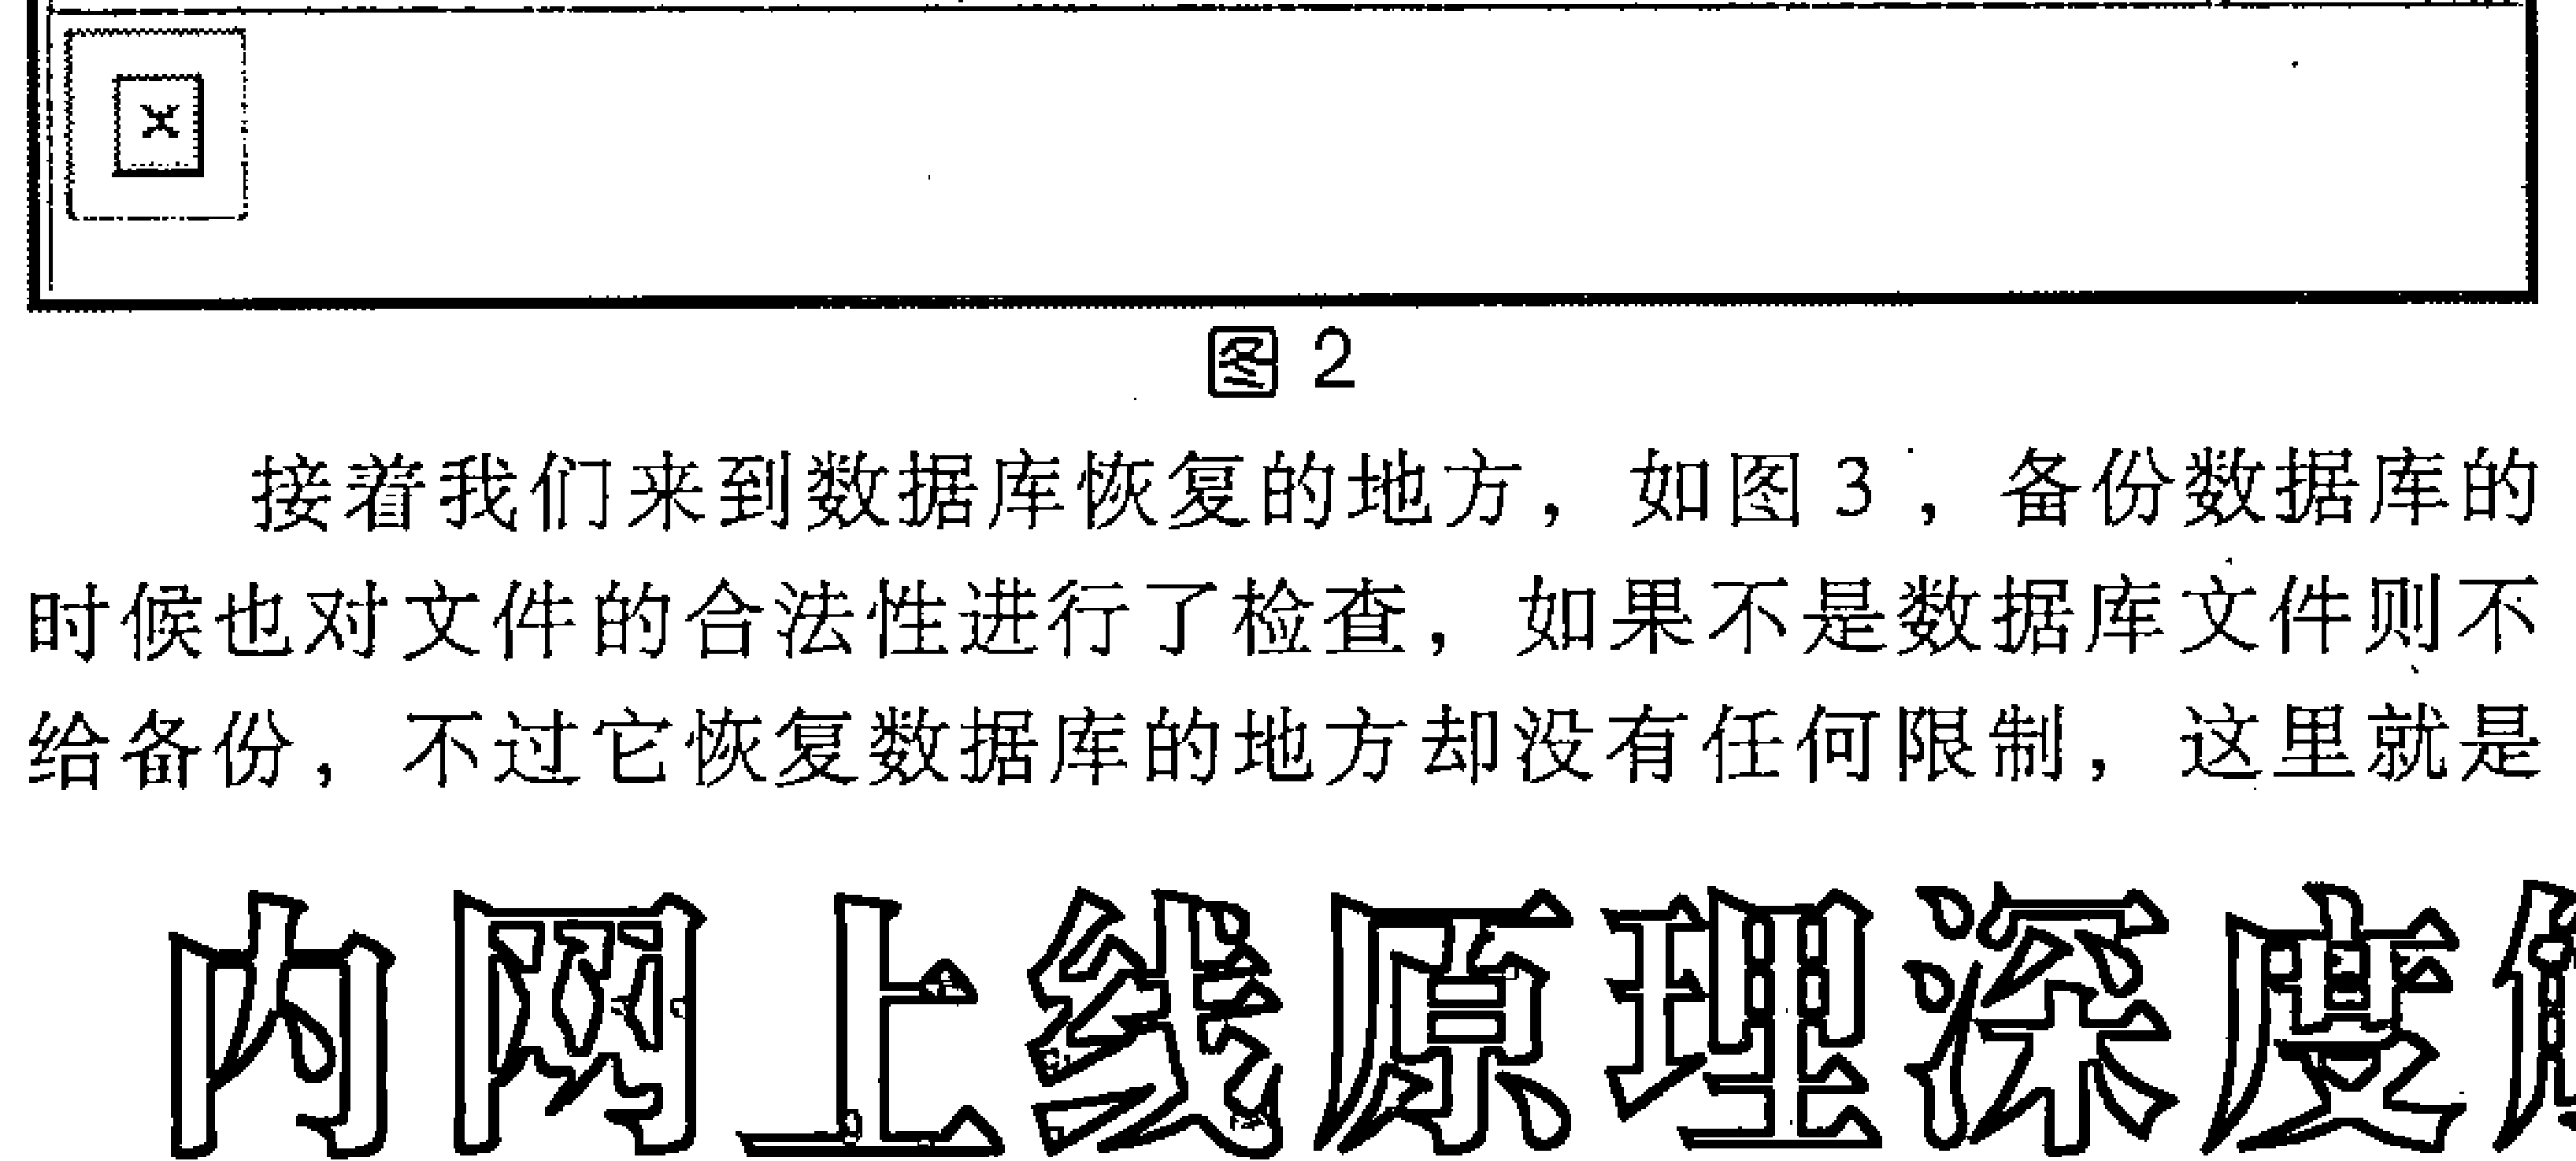 图 2
接着我们来到数据库恢复的地方，如图 3，备份数据库的
时候也对文件的合法性进行了检查，如果不是数据库文件则不
给备份，不过它恢复数据库的地方却没有任何限制，这里就是
内网上线原理深度